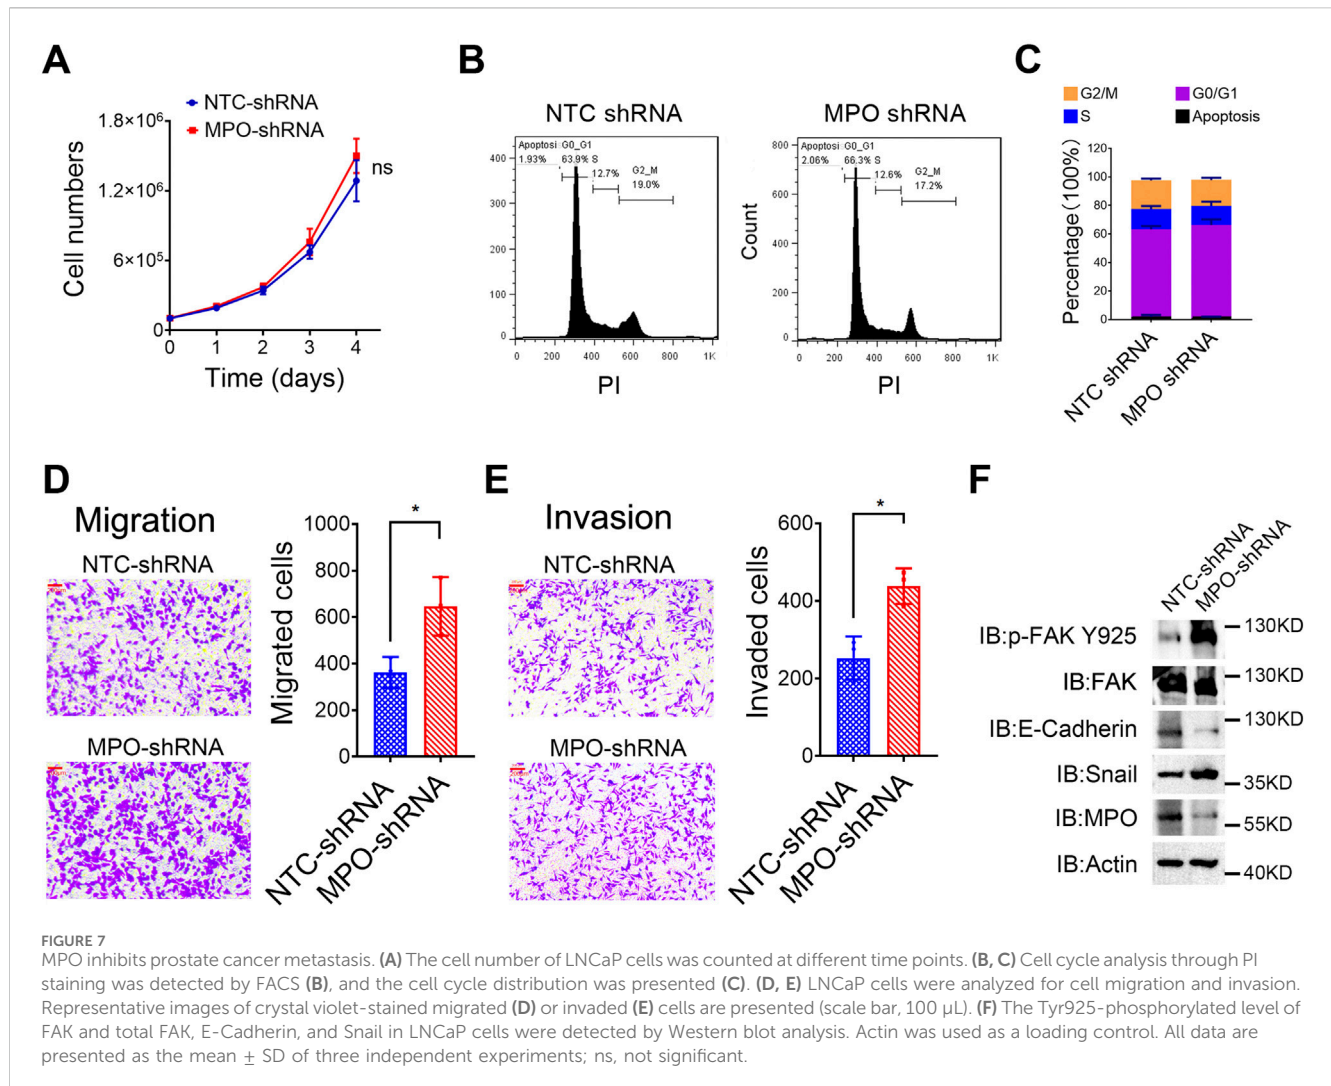 A
NTC-shRNA
MPO-shRNA
1.8×10⁶
1.2×10⁶
6×10⁵
0
Cell numbers
ns
0 1 2 3 4
Time (days)
B
NTC shRNA
Apoptosi G0_G1
1.93% 63.9% S
12.7% G2_M
19.0%
400
300
200
100
0
0 200 400 600 800 1K
PI
MPO shRNA
Apoptosi G0_G1
2.06% 66.3% S
12.6% G2_M
17.2%
Count
800
600
400
200
0
0 200 400 600 800 1K
PI
C
G2/M G0/G1
S Apoptosis
Percentage (100%)
120
100
80
60
40
20
0
NTC shRNA
MPO shRNA
D
Migration
NTC-shRNA
MPO-shRNA
Migrated cells
1000
800
600
400
200
0
*
NTC-shRNA
MPO-shRNA
E
Invasion
NTC-shRNA
MPO-shRNA
Invaded cells
600
400
200
0
*
NTC-shRNA
MPO-shRNA
F
NTC-shRNA
MPO-shRNA
IB:p-FAK Y925 130KD
IB:FAK 130KD
IB:E-Cadherin 130KD
IB:Snail 35KD
IB:MPO 55KD
IB:Actin 40KD
FIGURE 7
MPO inhibits prostate cancer metastasis. (A) The cell number of LNCaP cells was counted at different time points. (B, C) Cell cycle analysis through PI
staining was detected by FACS (B), and the cell cycle distribution was presented (C). (D, E) LNCaP cells were analyzed for cell migration and invasion.
Representative images of crystal violet-stained migrated (D) or invaded (E) cells are presented (scale bar, 100 µL). (F) The Tyr925-phosphorylated level of
FAK and total FAK, E-Cadherin, and Snail in LNCaP cells were detected by Western blot analysis. Actin was used as a loading control. All data are
presented as the mean ± SD of three independent experiments; ns, not significant.